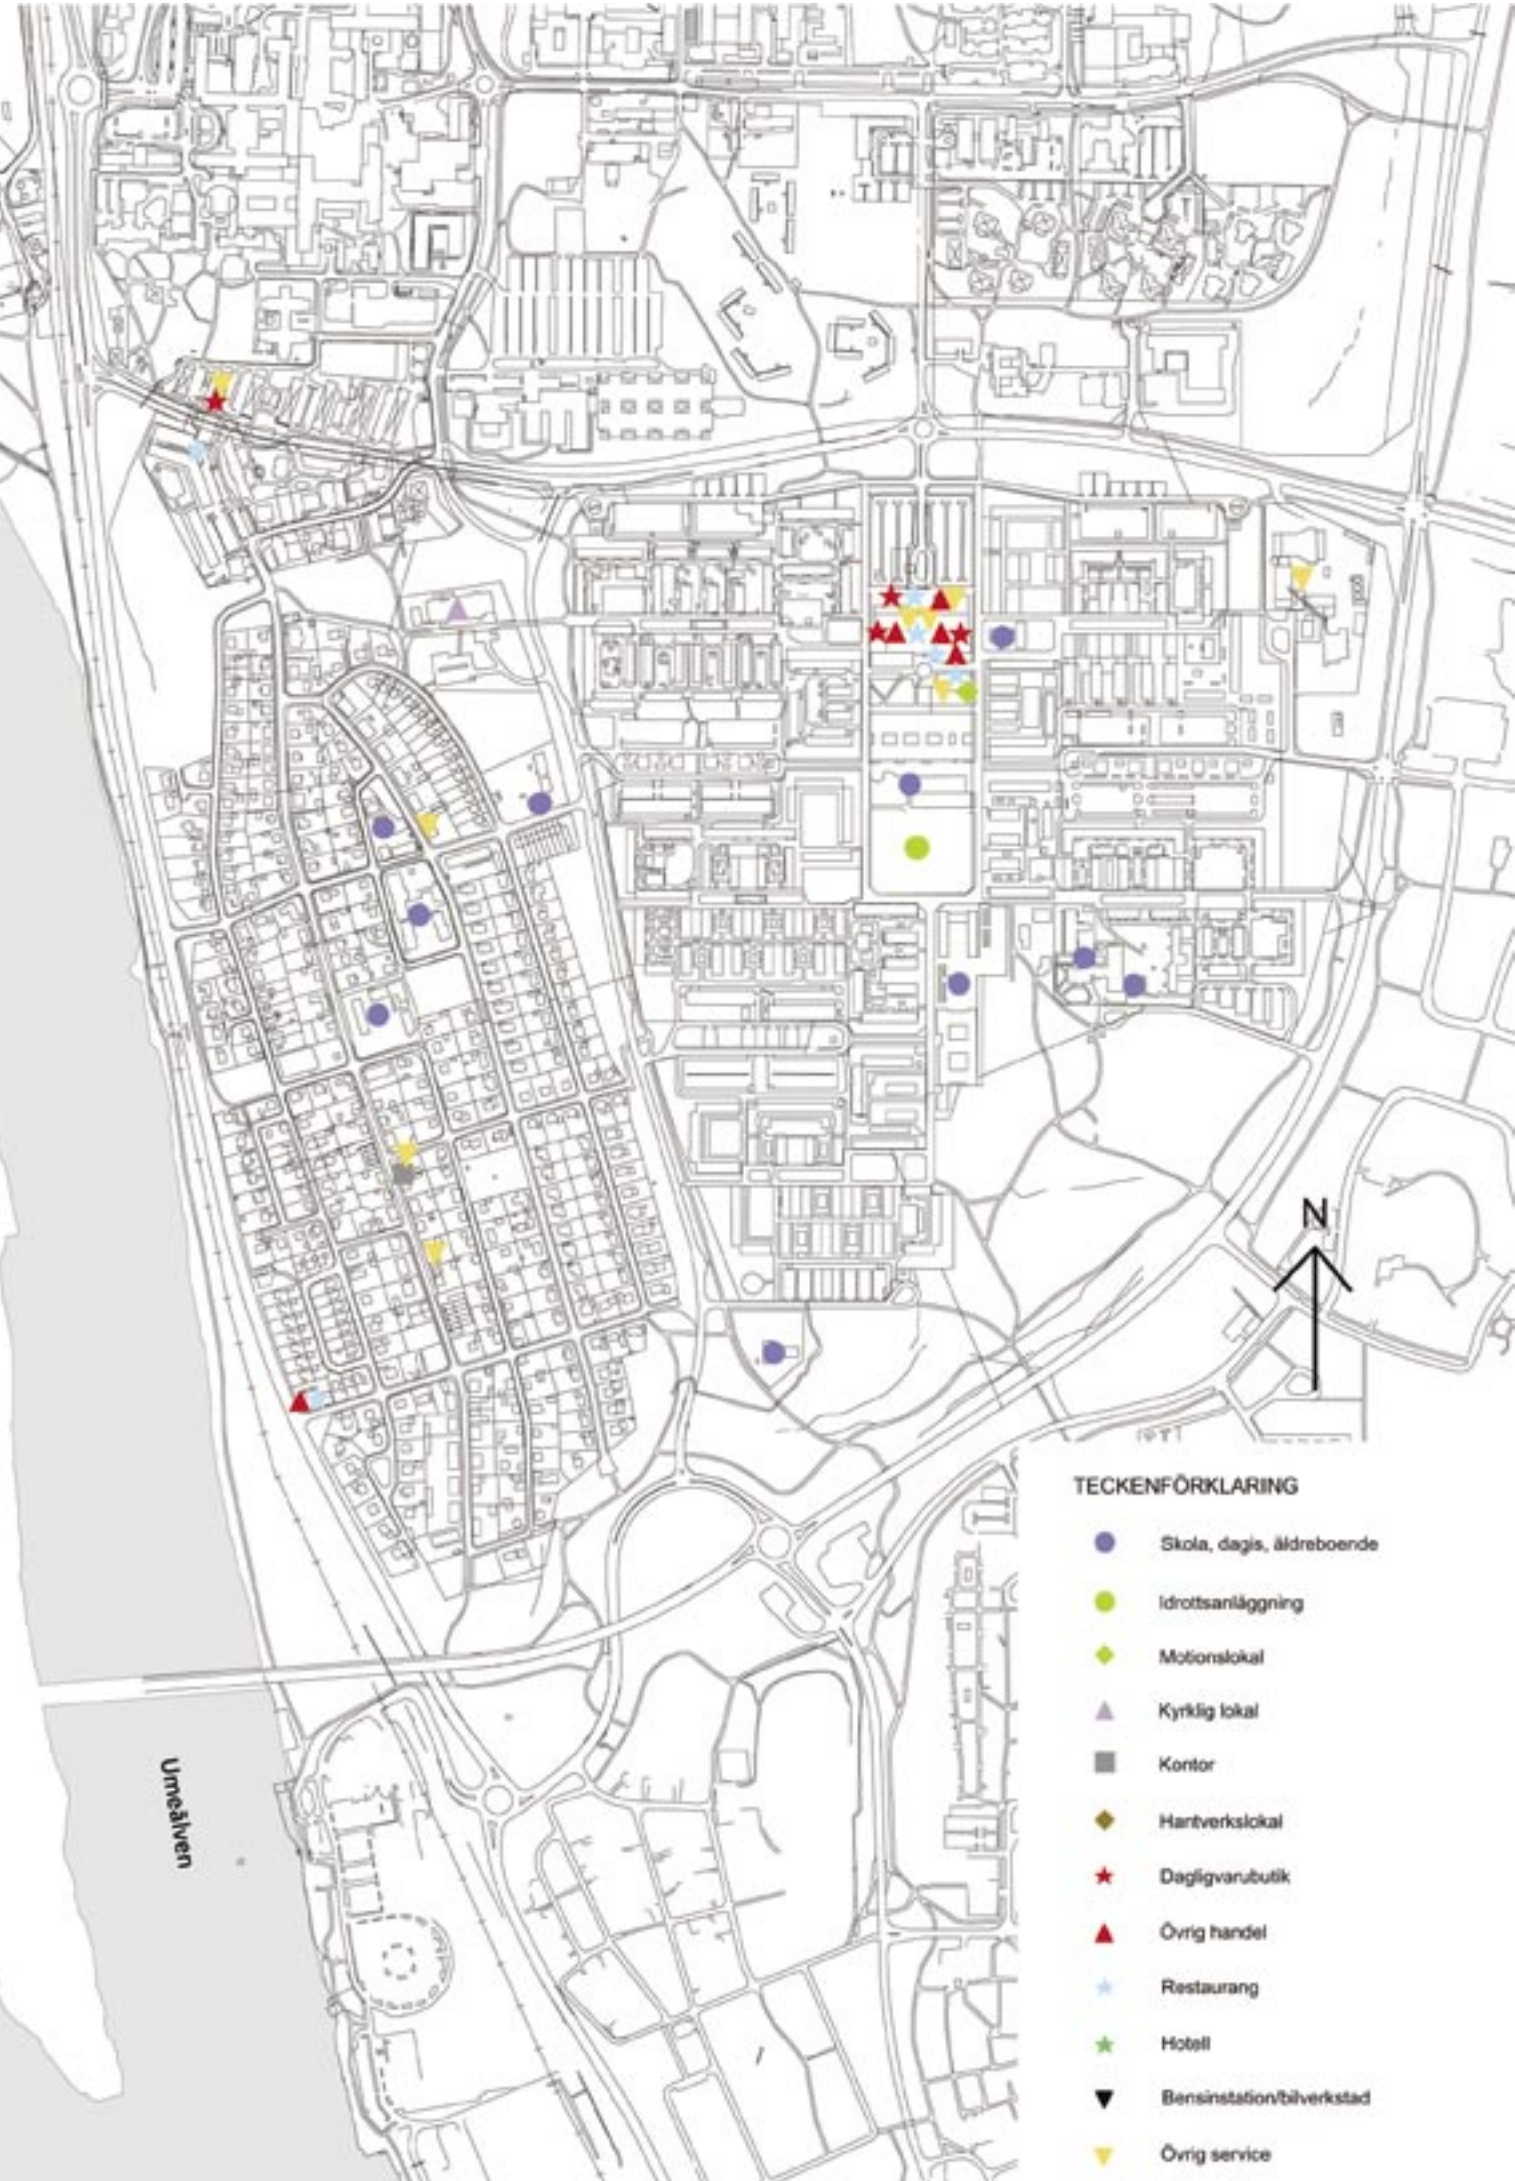 N
TECKENFÖRKLARING
Skola, dagis, äldreboende
Idrottsanläggning
Motionslokal
Kyrklig lokal
Kontor
Hantverkslokal
Dagligvarubutik
Övrig handel
Restaurang
Hotell
Bensinstation/bilverkstad
Övrig service
Umeälven